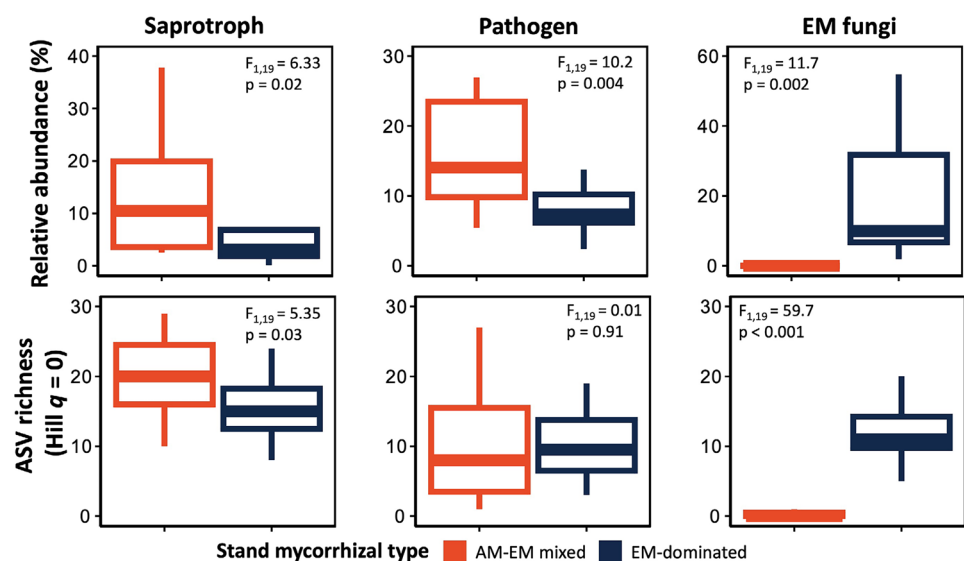 Saprotroph
Pathogen
EM fungi
Relative abundance (%)
40
30
20
10
0
F1,19 = 6.33
p = 0.02
30
20
10
0
F1,19 = 10.2
p = 0.004
60
40
20
0
F1,19 = 11.7
p = 0.002
ASV richness
(Hill q = 0)
30
20
10
0
F1,19 = 5.35
p = 0.03
30
20
10
0
F1,19 = 0.01
p = 0.91
30
20
10
0
F1,19 = 59.7
p < 0.001
Stand mycorrhizal type AM-EM mixed EM-dominated